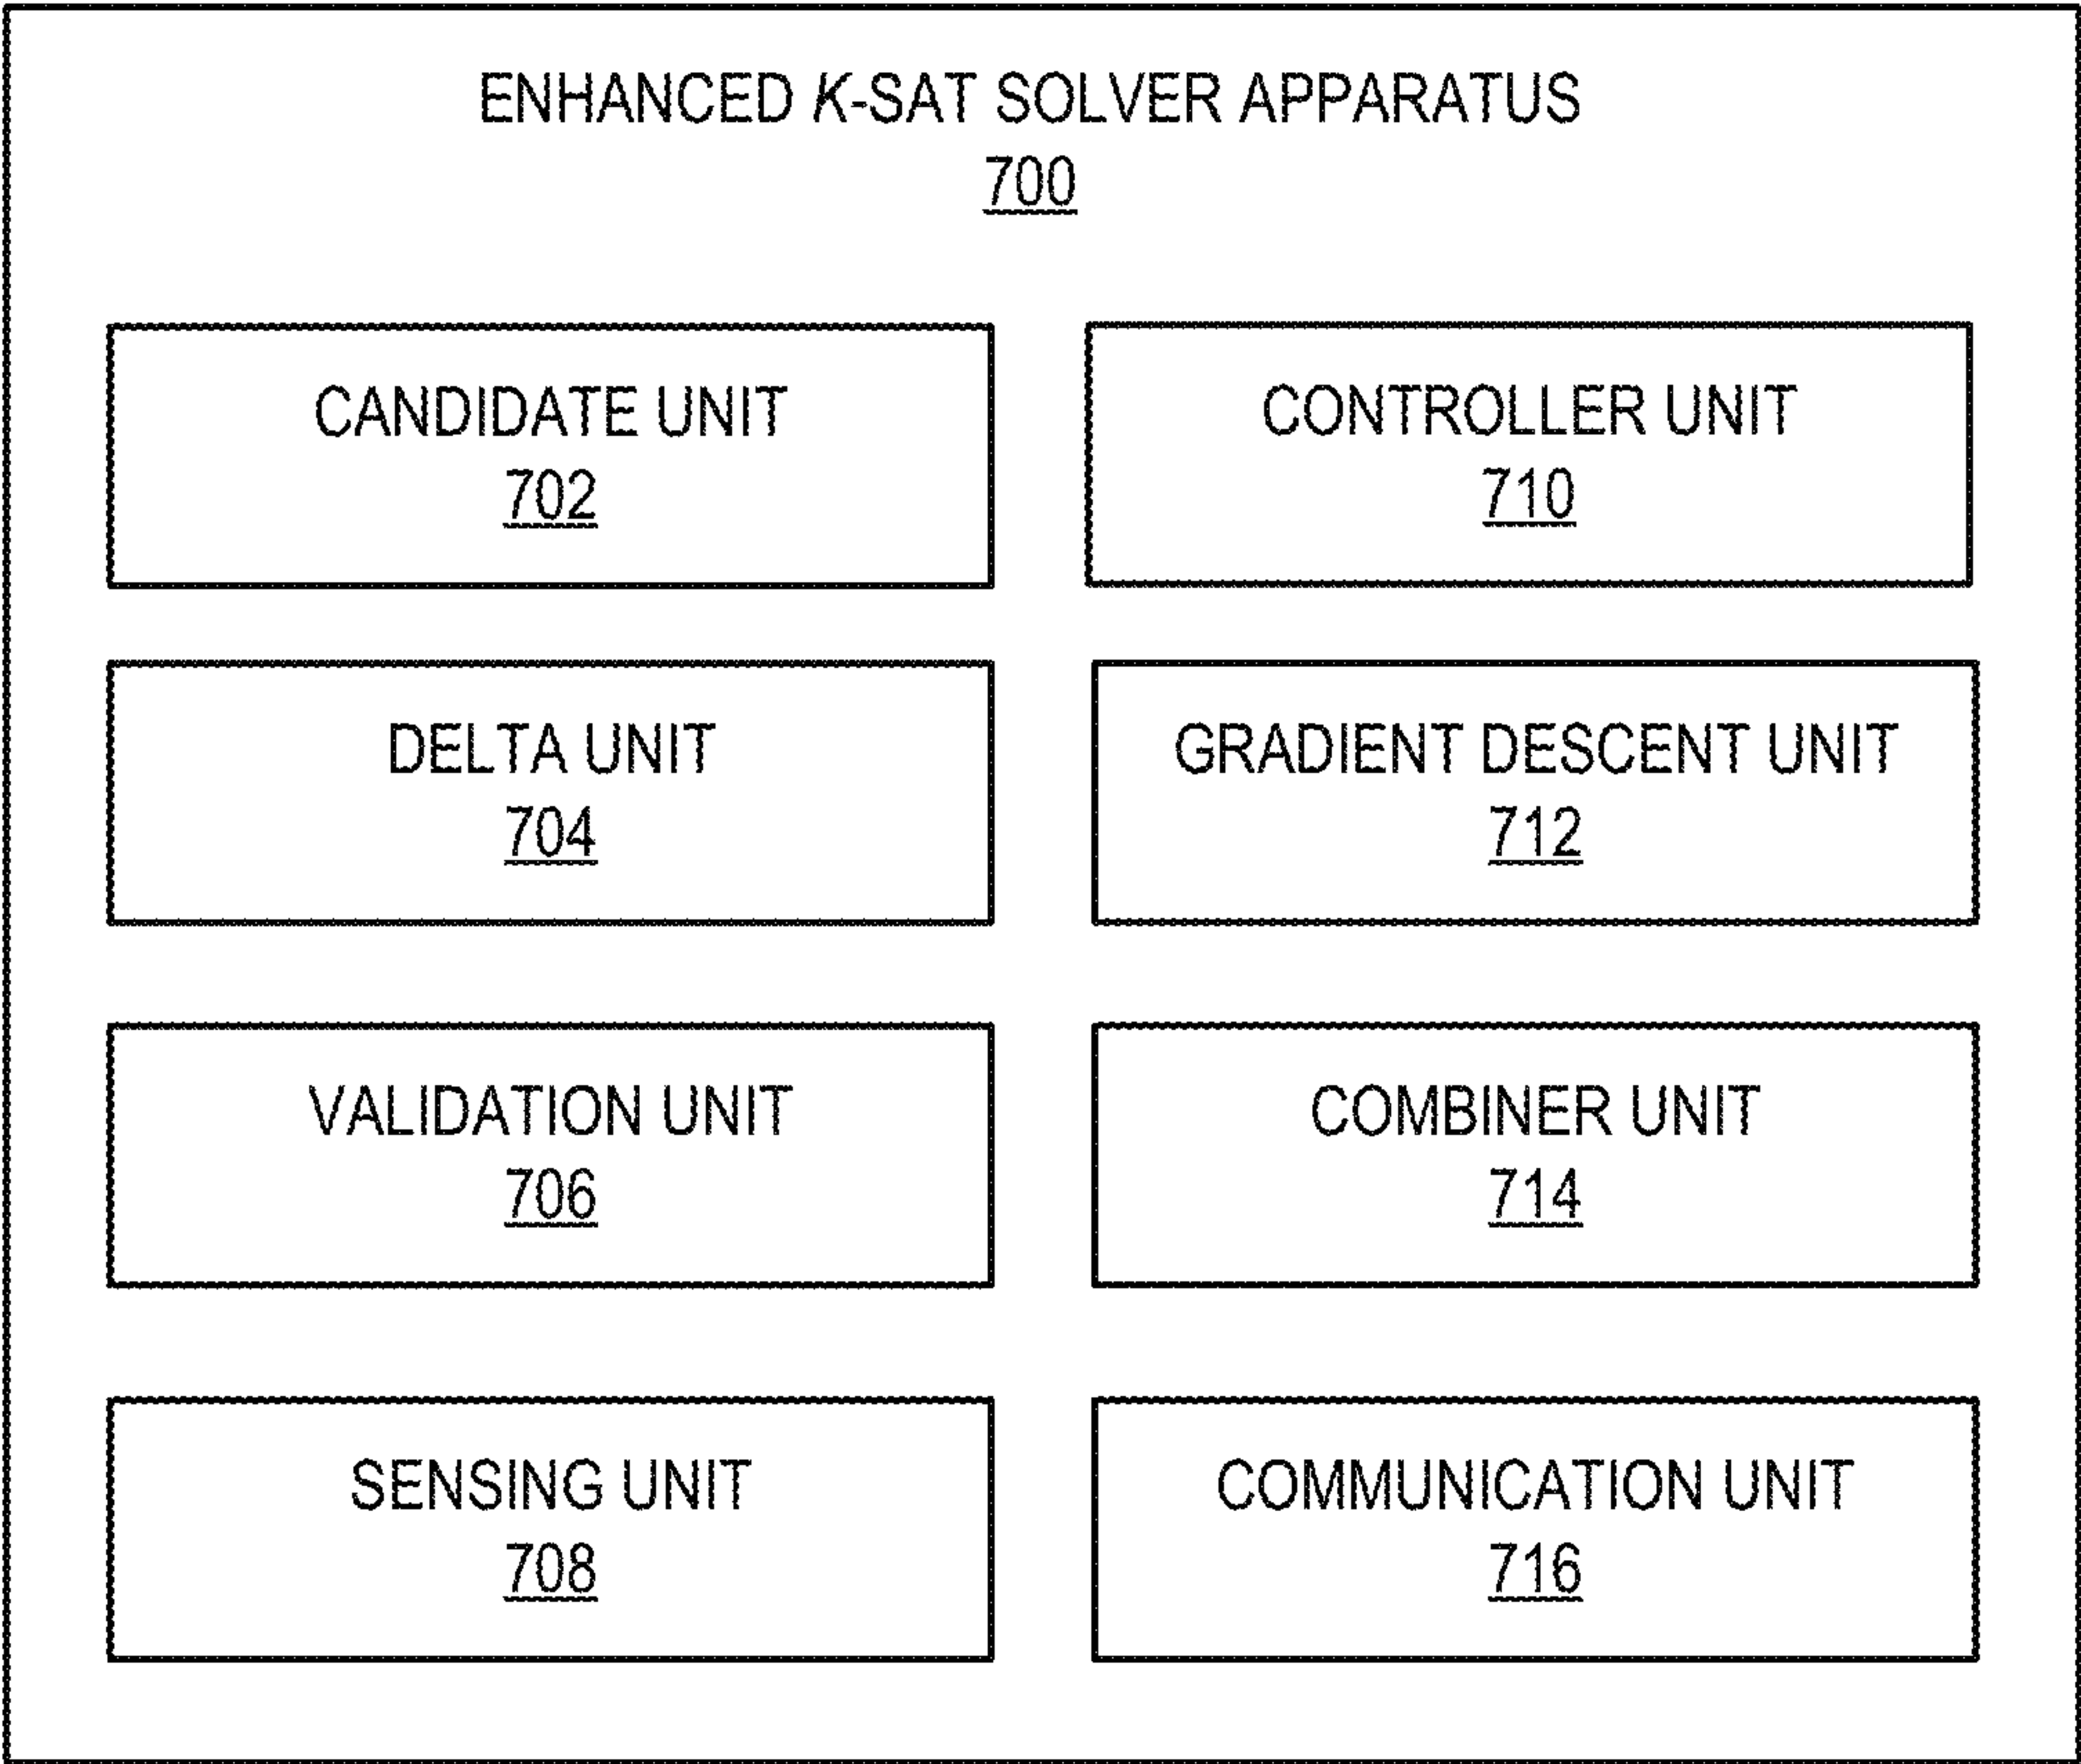 ENHANCED K-SAT SOLVER APPARATUS
700
CANDIDATE UNIT
702
CONTROLLER UNIT
710
DELTA UNIT
704
GRADIENT DESCENT UNIT
712
VALIDATION UNIT
706
COMBINER UNIT
714
SENSING UNIT
708
COMMUNICATION UNIT
716